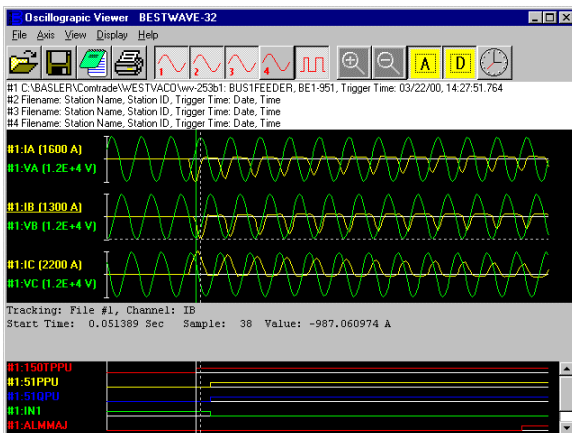 Oscillograpic Viewer BESTWAVE-32
File Axis View Display Help
1 2 3 4 A D
#1 C:\BASLER\Comtrade\WESTVACO\wv-253b1: BUS1FEEDER, BE1-951, Trigger Time: 03/22/00, 14:27:51.764
#2 Filename: Station Name, Station ID, Trigger Time: Date, Time
#3 Filename: Station Name, Station ID, Trigger Time: Date, Time
#4 Filename: Station Name, Station ID, Trigger Time: Date, Time
#1:IA (1600 A)
#1:VA (1.2E+4 V)
#1:IB (1300 A)
#1:VB (1.2E+4 V)
#1:IC (2200 A)
#1:VC (1.2E+4 V)
Tracking: File #1, Channel: IB
Start Time: 0.051389 Sec Sample: 38 Value: -987.060974 A
#1:150TPPU
#1:51PPU
#1:51QPU
#1:IN1
#1:ALMMAJ